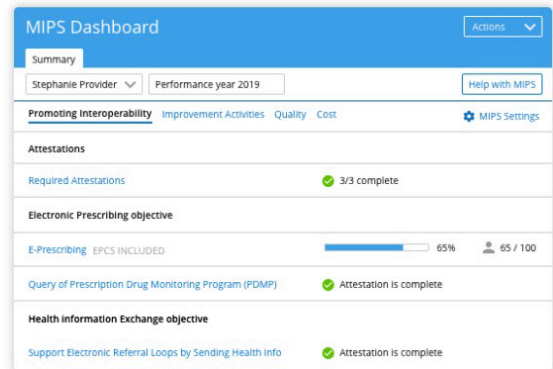 MIPS Dashboard
Actions
Summary
Stephanie Provider
Performance year 2019
Help with MIPS
Promoting Interoperability Improvement Activities Quality Cost
MIPS Settings
Attestations
Required Attestations 3/3 complete
Electronic Prescribing objective
E-Prescribing EPCS INCLUDED 65% 65 / 100
Query of Prescription Drug Monitoring Program (PDMP) Attestation is complete
Health information Exchange objective
Support Electronic Referral Loops by Sending Health Info Attestation is complete